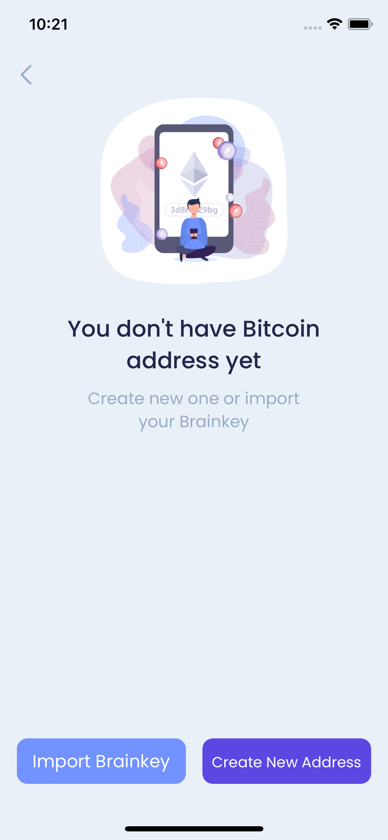 10:21
You don't have Bitcoin
address yet
Create new one or import
your Brainkey
Import Brainkey
Create New Address